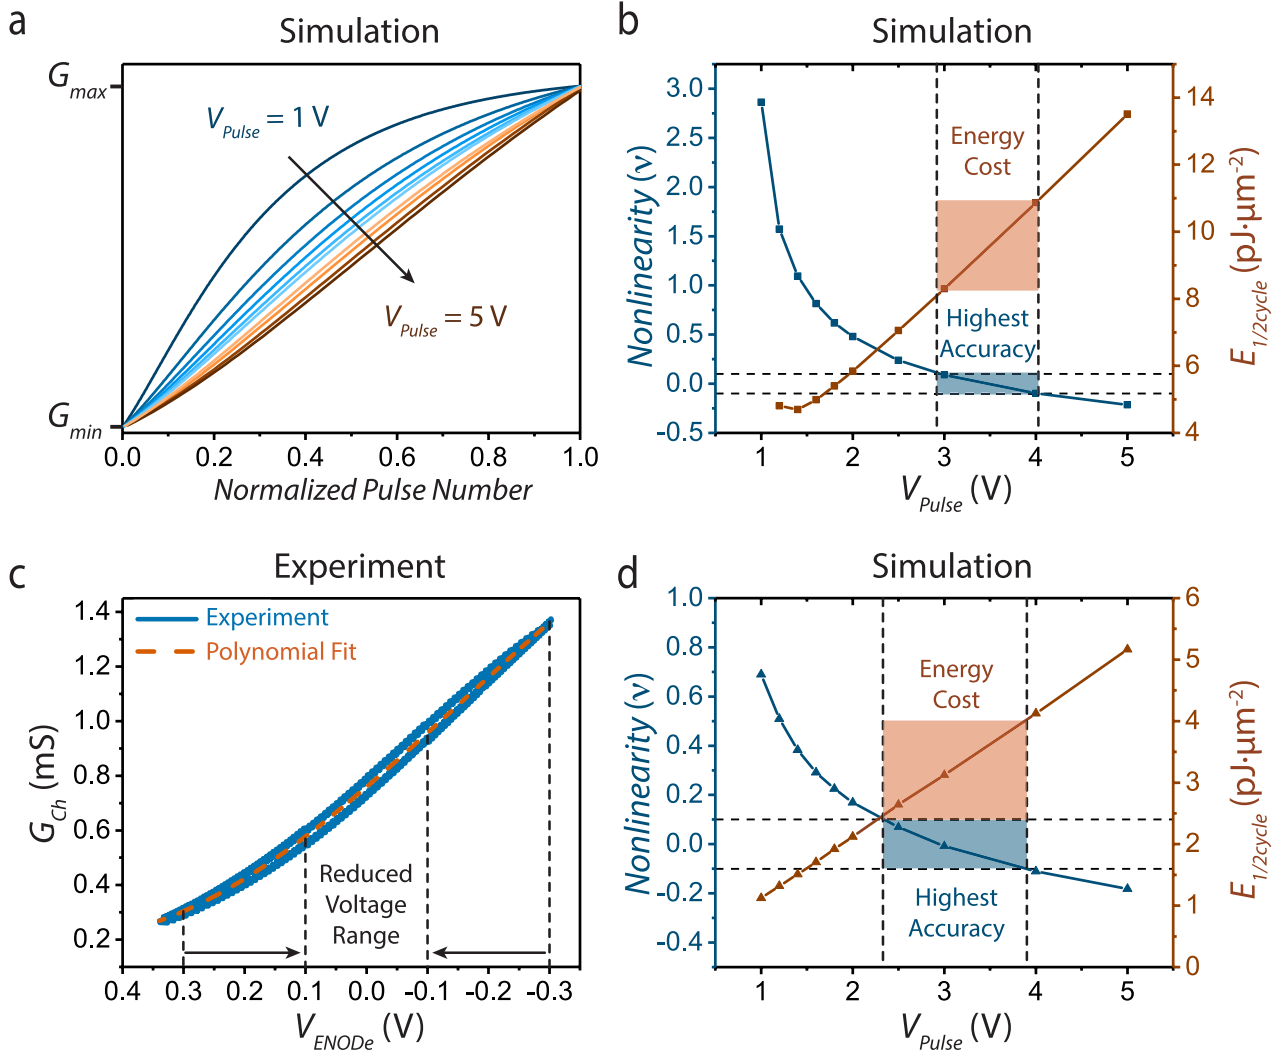 a
Simulation
G_max
G_min
V_Pulse = 1 V
V_Pulse = 5 V
0.0 0.2 0.4 0.6 0.8 1.0
Normalized Pulse Number
b
Simulation
Nonlinearity (ν)
3.0
2.5
2.0
1.5
1.0
0.5
0.0
-0.5
Energy
Cost
Highest
Accuracy
14
12
10
8
6
4
E_1/2cycle (pJ·µm⁻²)
1 2 3 4 5
V_Pulse (V)
c
Experiment
G_Ch (mS)
1.4
1.2
1.0
0.8
0.6
0.4
0.2
Experiment
Polynomial Fit
Reduced
Voltage
Range
0.4 0.3 0.2 0.1 0.0 -0.1 -0.2 -0.3
V_ENODe (V)
d
Simulation
Nonlinearity (ν)
1.0
0.8
0.6
0.4
0.2
0.0
-0.2
-0.4
Energy
Cost
Highest
Accuracy
6
5
4
3
2
1
0
E_1/2cycle (pJ·µm⁻²)
1 2 3 4 5
V_Pulse (V)